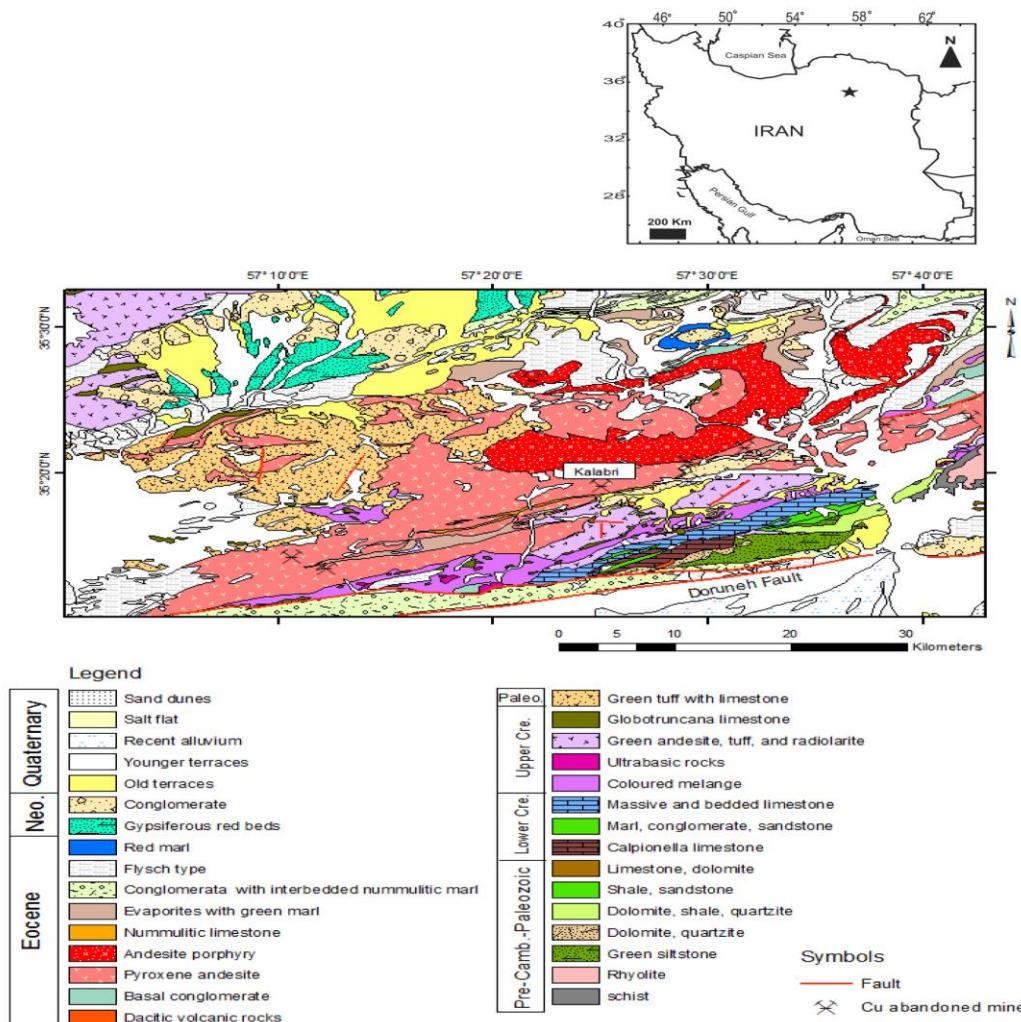 46° 50° 54° 58° 62°
40°
Caspian Sea
N
36°
IRAN
32°
28°
Persian Gulf
200 Km
Oman Sea
57°10'0"E 57°20'0"E 57°30'0"E 57°40'0"E
N
35°30'0"N
35°20'0"N
Kalabri
Doruneh Fault
0 5 10 20 30
Kilometers
Legend
Quaternary
Sand dunes
Salt flat
Recent alluvium
Younger terraces
Old terraces
Neo.
Conglomerate
Gypsiferous red beds
Red marl
Eocene
Flysch type
Conglomerata with interbedded nummulitic marl
Evaporites with green marl
Nummulitic limestone
Andesite porphyry
Pyroxene andesite
Basal conglomerate
Dacitic volcanic rocks
Paleo.
Green tuff with limestone
Upper Cre.
Globotruncana limestone
Green andesite, tuff, and radiolarite
Ultrabasic rocks
Coloured melange
Lower Cre.
Massive and bedded limestone
Marl, conglomerate, sandstone
Calpionella limestone
Pre-Camb.-Paleozoic
Limestone, dolomite
Shale, sandstone
Dolomite, shale, quartzite
Dolomite, quartzite
Green siltstone
Rhyolite
schist
Symbols
Fault
Cu abandoned mine